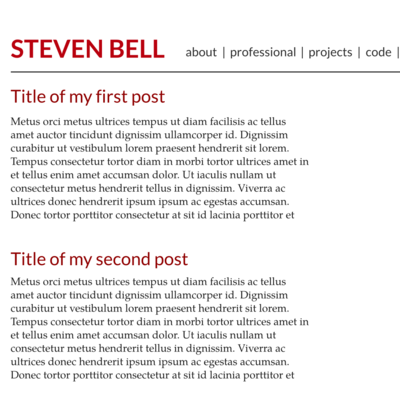 STEVEN BELL
about | professional | projects | code |
Title of my first post
Metus orci metus ultrices tempus ut diam facilisis ac tellus
amet auctor tincidunt dignissim ullamcorper id. Dignissim
curabitur ut vestibulum lorem praesent hendrerit sit lorem.
Tempus consectetur tortor diam in morbi tortor ultrices amet in
et tellus enim amet accumsan dolor. Ut iaculis nullam ut
consectetur metus hendrerit tellus in dignissim. Viverra ac
ultrices donec hendrerit ipsum ipsum ac egestas accumsan.
Donec tortor porttitor consectetur at sit id lacinia porttitor et
Title of my second post
Metus orci metus ultrices tempus ut diam facilisis ac tellus
amet auctor tincidunt dignissim ullamcorper id. Dignissim
curabitur ut vestibulum lorem praesent hendrerit sit lorem.
Tempus consectetur tortor diam in morbi tortor ultrices amet in
et tellus enim amet accumsan dolor. Ut iaculis nullam ut
consectetur metus hendrerit tellus in dignissim. Viverra ac
ultrices donec hendrerit ipsum ipsum ac egestas accumsan.
Donec tortor porttitor consectetur at sit id lacinia porttitor et